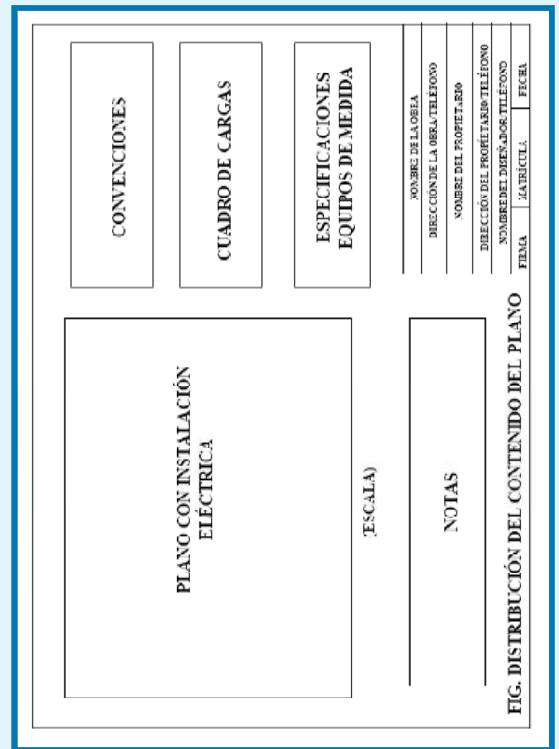 PLANO CON INSTALACIÓN
ELÉCTRICA
(ESCALA)
NOTAS
CONVENCIONES
CUADRO DE CARGAS
ESPECIFICACIONES
EQUIPOS DE MEDIDA
NOMBRE DE LA OBRA
DIRECCIÓN DE LA OBRA/TELÉFONO
NOMBRE DEL PROPIETARIO
DIRECCIÓN DEL PROPIETARIO/TELÉFONO
NOMBRE DEL DISEÑADOR/TELÉFONO
FIRMA MATRÍCULA FECHA
FIG. DISTRIBUCIÓN DEL CONTENIDO DEL PLANO